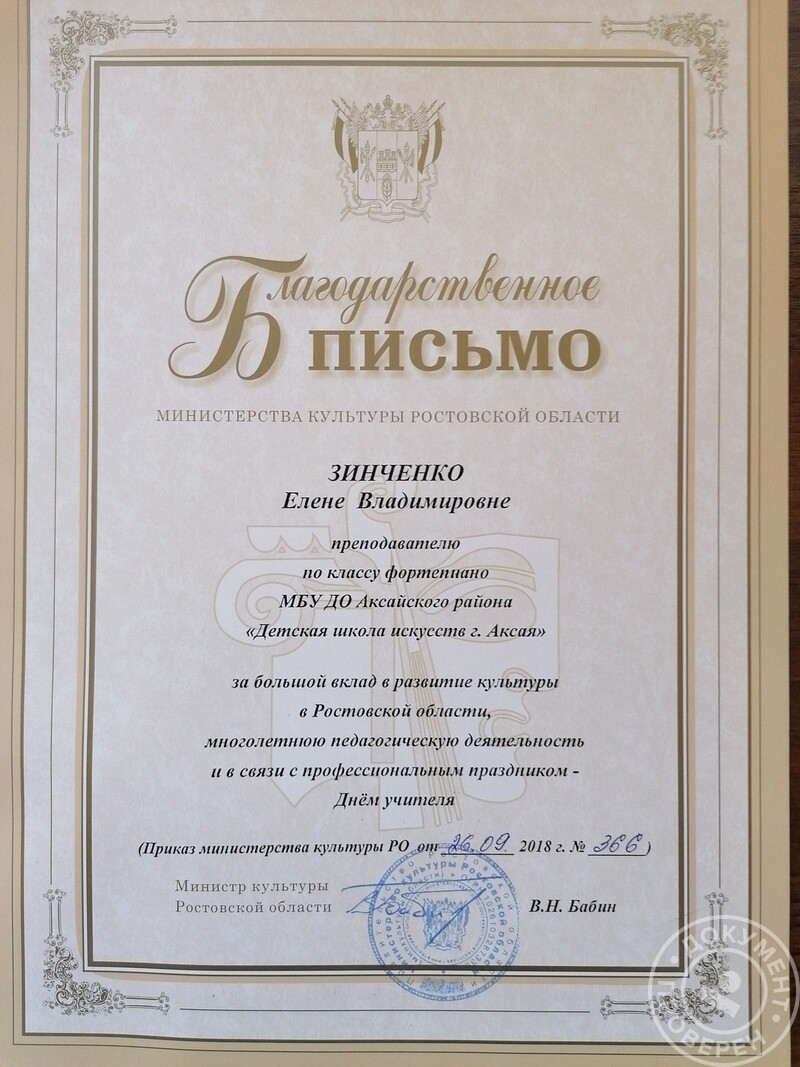 Благодарственное
ПИСЬМО
МИНИСТЕРСТВА КУЛЬТУРЫ РОСТОВСКОЙ ОБЛАСТИ
ЗИНЧЕНКО
Елене Владимировне
преподавателю
по классу фортепиано
МБУ ДО Аксайского района
«Детская школа искусств г. Аксая»
за большой вклад в развитие культуры
в Ростовской области,
многолетнюю педагогическую деятельность
и в связи с профессиональным праздником -
Днём учителя
(Приказ министерства культуры РО от 26.09. 2018 г. № 366)
Министр культуры
Ростовской области
В.Н. Бабин
ДОКУМЕНТ
ПРОВЕРЕН